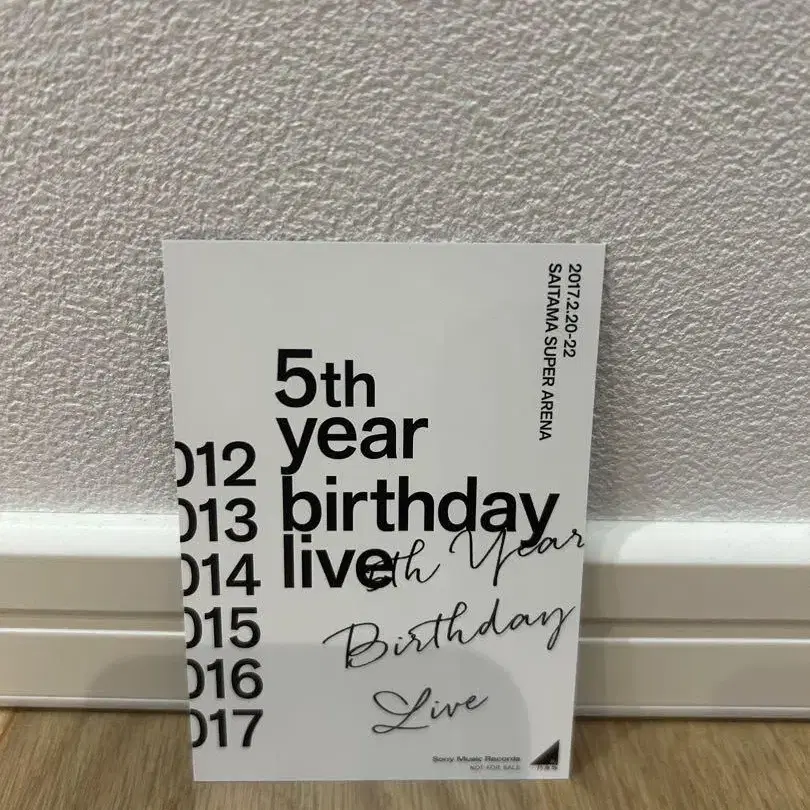 2017.2.20-22
SAITAMA SUPER ARENA
5th
year
birthday
live
012
013
014
015
016
017
5th Year
Birthday
Live
Sony Music Records
NOT FOR SALE